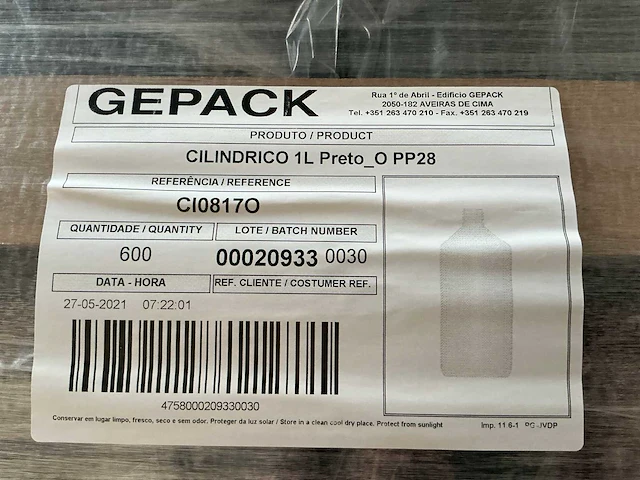 GEPACK
Rua 1º de Abril - Edificio GEPACK
2050-182 AVEIRAS DE CIMA
Tel. +351 263 470 210 - Fax. +351 263 470 219
PRODUTO / PRODUCT
CILINDRICO 1L Preto_O PP28
REFERÊNCIA / REFERENCE
CI0817O
QUANTIDADE / QUANTITY
LOTE / BATCH NUMBER
600
00020933 0030
DATA - HORA
REF. CLIENTE / COSTUMER REF.
27-05-2021 07:22:01
4758000209330030
Conservar em lugar limpo, fresco, seco e sem odor. Proteger da luz solar / Store in a clean cool dry place. Protect from sunlight
Imp. 11.6-1